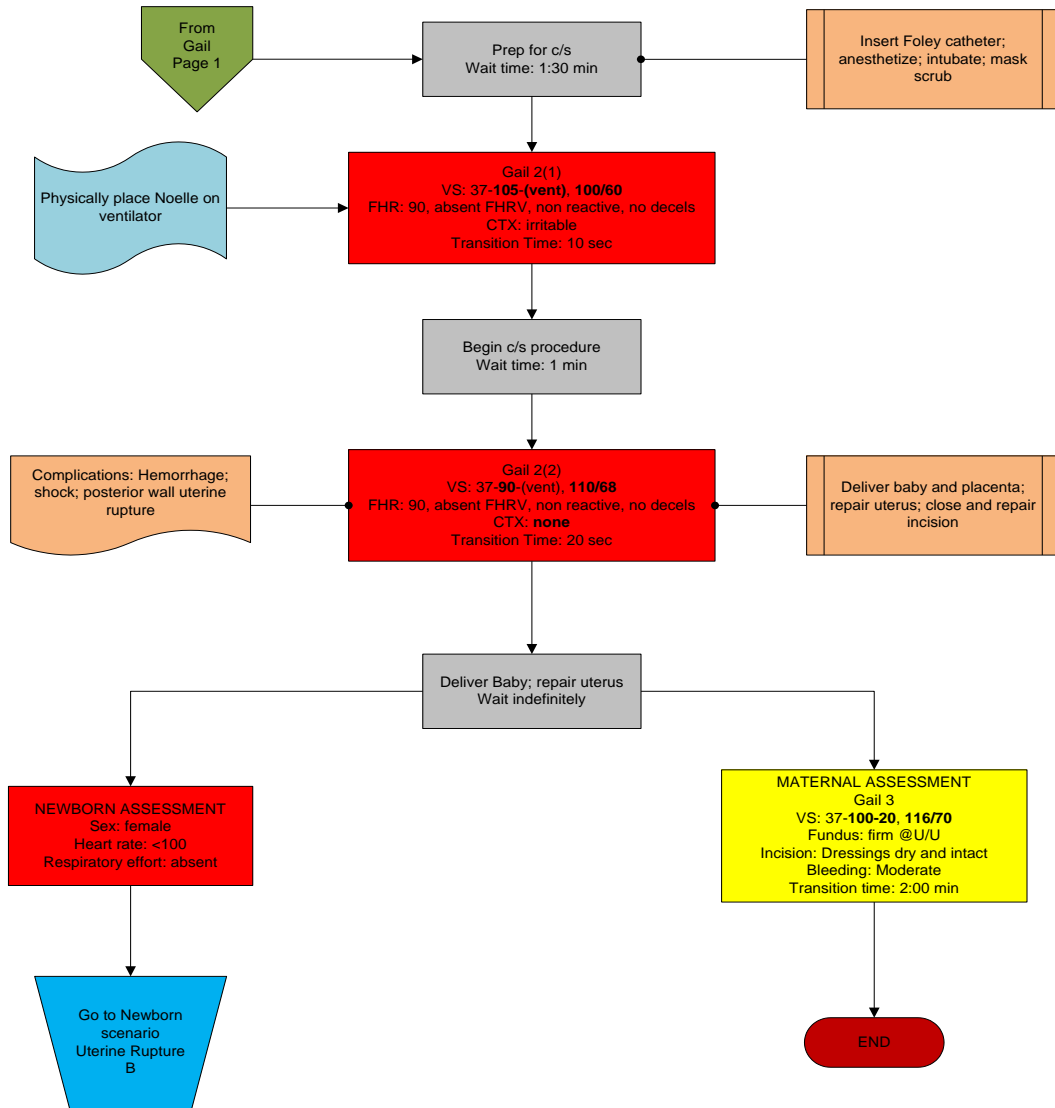 From
Gail
Page 1
Prep for c/s
Wait time: 1:30 min
Insert Foley catheter;
anesthetize; intubate; mask
scrub
Physically place Noelle on
ventilator
Gail 2(1)
VS: 37-105-(vent), 100/60
FHR: 90, absent FHRV, non reactive, no decels
CTX: irritable
Transition Time: 10 sec
Begin c/s procedure
Wait time: 1 min
Complications: Hemorrhage;
shock; posterior wall uterine
rupture
Gail 2(2)
VS: 37-90-(vent), 110/68
FHR: 90, absent FHRV, non reactive, no decels
CTX: none
Transition Time: 20 sec
Deliver baby and placenta;
repair uterus; close and repair
incision
Deliver Baby; repair uterus
Wait indefinitely
NEWBORN ASSESSMENT
Sex: female
Heart rate: <100
Respiratory effort: absent
MATERNAL ASSESSMENT
Gail 3
VS: 37-100-20, 116/70
Fundus: firm @U/U
Incision: Dressings dry and intact
Bleeding: Moderate
Transition time: 2:00 min
Go to Newborn
scenario
Uterine Rupture
B
END